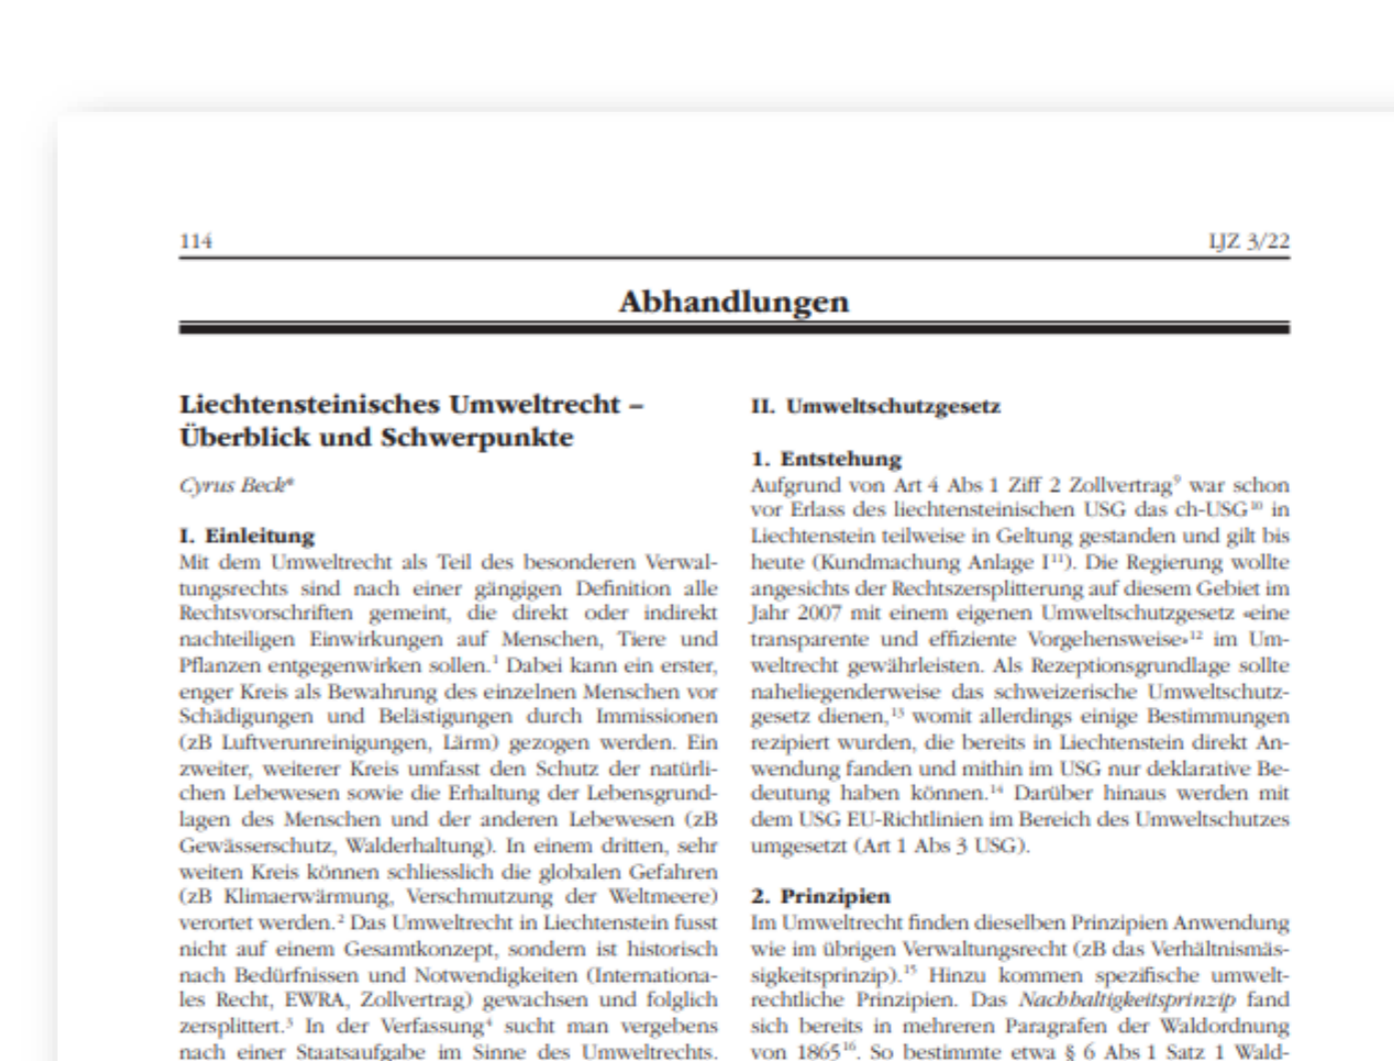 114
LJZ 3/22
Abhandlungen
Liechtensteinisches Umweltrecht –
Überblick und Schwerpunkte
Cyrus Beck*
I. Einleitung
Mit dem Umweltrecht als Teil des besonderen Verwal-
tungsrechts sind nach einer gängigen Definition alle
Rechtsvorschriften gemeint, die direkt oder indirekt
nachteiligen Einwirkungen auf Menschen, Tiere und
Pflanzen entgegenwirken sollen.¹ Dabei kann ein erster,
enger Kreis als Bewahrung des einzelnen Menschen vor
Schädigungen und Belästigungen durch Immissionen
(zB Luftverunreinigungen, Lärm) gezogen werden. Ein
zweiter, weiterer Kreis umfasst den Schutz der natürli-
chen Lebewesen sowie die Erhaltung der Lebensgrund-
lagen des Menschen und der anderen Lebewesen (zB
Gewässerschutz, Walderhaltung). In einem dritten, sehr
weiten Kreis können schliesslich die globalen Gefahren
(zB Klimaerwärmung, Verschmutzung der Weltmeere)
verortet werden.² Das Umweltrecht in Liechtenstein fusst
nicht auf einem Gesamtkonzept, sondern ist historisch
nach Bedürfnissen und Notwendigkeiten (Internationa-
les Recht, EWRA, Zollvertrag) gewachsen und folglich
zersplittert.³ In der Verfassung⁴ sucht man vergebens
nach einer Staatsaufgabe im Sinne des Umweltrechts.
II. Umweltschutzgesetz
1. Entstehung
Aufgrund von Art 4 Abs 1 Ziff 2 Zollvertrag⁹ war schon
vor Erlass des liechtensteinischen USG das ch-USG¹⁰ in
Liechtenstein teilweise in Geltung gestanden und gilt bis
heute (Kundmachung Anlage I¹¹). Die Regierung wollte
angesichts der Rechtszersplitterung auf diesem Gebiet im
Jahr 2007 mit einem eigenen Umweltschutzgesetz «eine
transparente und effiziente Vorgehensweise»¹² im Um-
weltrecht gewährleisten. Als Rezeptionsgrundlage sollte
naheliegenderweise das schweizerische Umweltschutz-
gesetz dienen,¹³ womit allerdings einige Bestimmungen
rezipiert wurden, die bereits in Liechtenstein direkt An-
wendung fanden und mithin im USG nur deklarative Be-
deutung haben können.¹⁴ Darüber hinaus werden mit
dem USG EU-Richtlinien im Bereich des Umweltschutzes
umgesetzt (Art 1 Abs 3 USG).
2. Prinzipien
Im Umweltrecht finden dieselben Prinzipien Anwendung
wie im übrigen Verwaltungsrecht (zB das Verhältnismäs-
sigkeitsprinzip).¹⁵ Hinzu kommen spezifische umwelt-
rechtliche Prinzipien. Das Nachhaltigkeitsprinzip fand
sich bereits in mehreren Paragrafen der Waldordnung
von 1865¹⁶. So bestimmte etwa § 6 Abs 1 Satz 1 Wald-